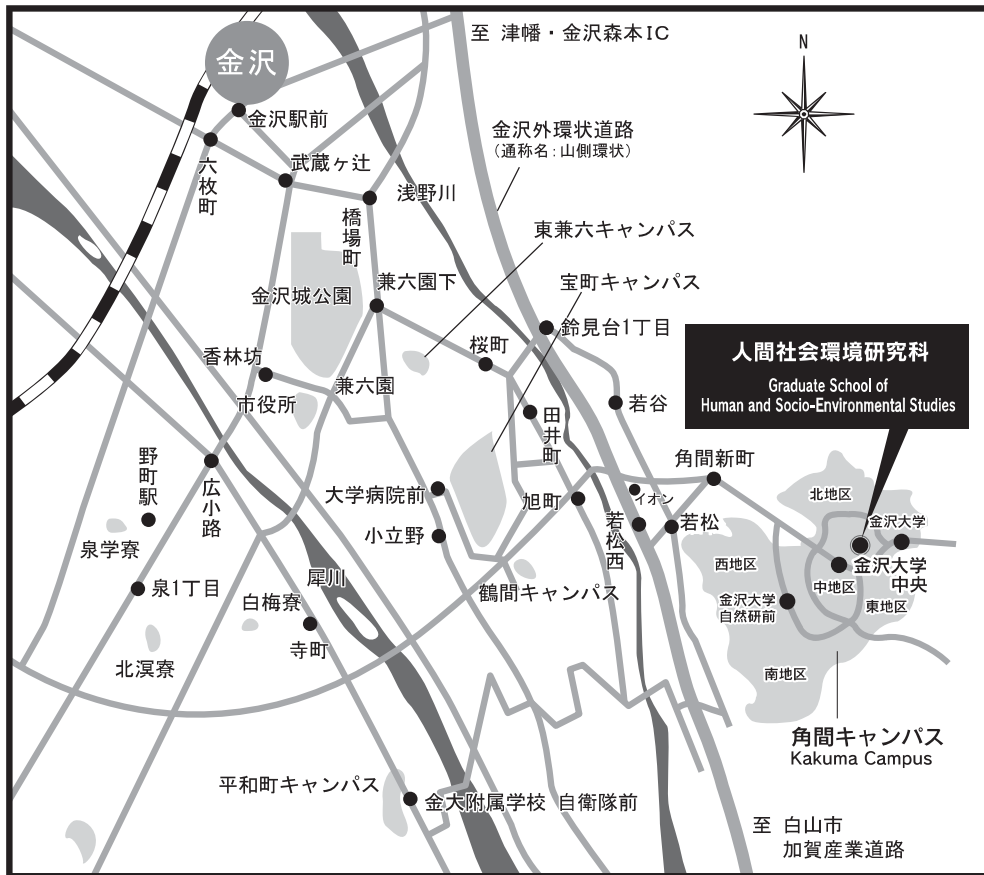 至 津幡・金沢森本IC
N
金沢
金沢駅前
金沢外環状道路
(通称名:山側環状)
六枚町
武蔵ヶ辻
浅野川
橋場町
東兼六キャンパス
兼六園下
宝町キャンパス
金沢城公園
鈴見台1丁目
桜町
人間社会環境研究科
Graduate School of
Human and Socio-Environmental Studies
香林坊
兼六園
市役所
若谷
田井町
野町駅
広小路
角間新町
大学病院前
旭町
イオン
北地区
泉学寮
小立野
若松西
若松
金沢大学
西地区
金沢大学
中央
中地区
泉1丁目
犀川
鶴間キャンパス
白梅寮
金沢大学
自然研前
東地区
寺町
北溟寮
南地区
角間キャンパス
Kakuma Campus
平和町キャンパス
金大附属学校 自衛隊前
至 白山市
加賀産業道路